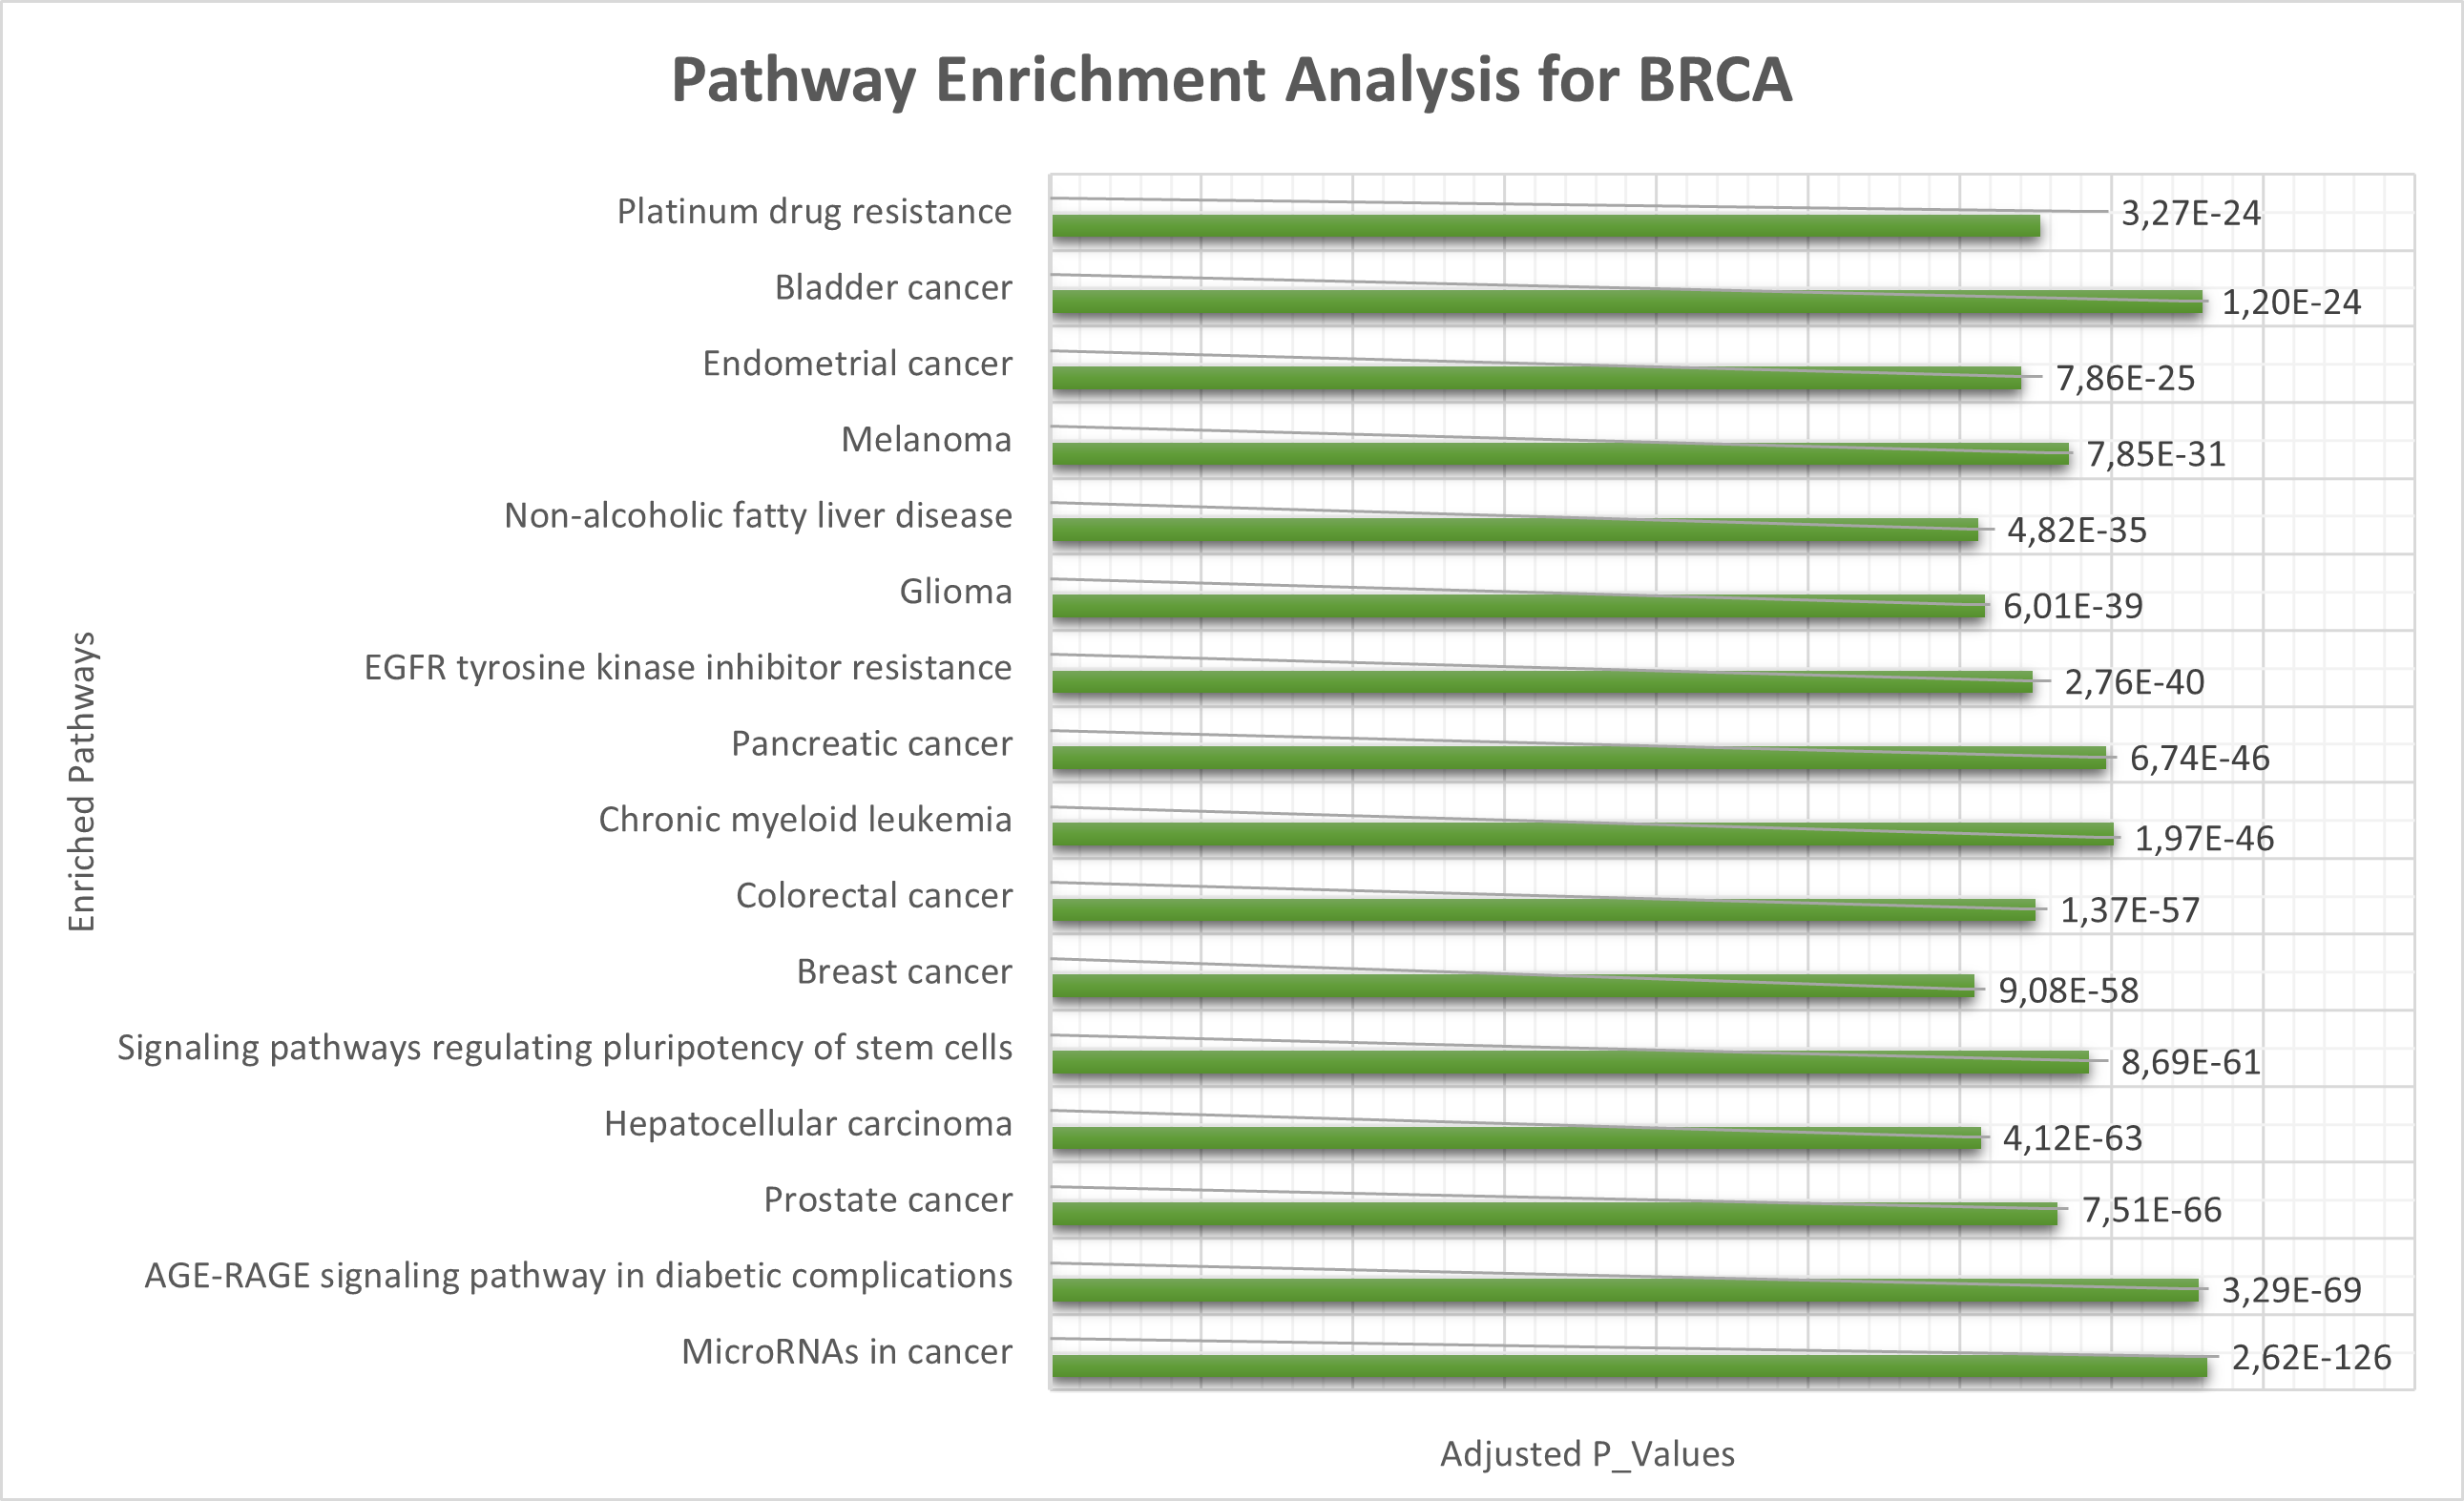 Pathway Enrichment Analysis for BRCA
Platinum drug resistance 3,27E-24
Bladder cancer 1,20E-24
Endometrial cancer 7,86E-25
Melanoma 7,85E-31
Non-alcoholic fatty liver disease 4,82E-35
Glioma 6,01E-39
EGFR tyrosine kinase inhibitor resistance 2,76E-40
Pancreatic cancer 6,74E-46
Chronic myeloid leukemia 1,97E-46
Colorectal cancer 1,37E-57
Breast cancer 9,08E-58
Signaling pathways regulating pluripotency of stem cells 8,69E-61
Hepatocellular carcinoma 4,12E-63
Prostate cancer 7,51E-66
AGE-RAGE signaling pathway in diabetic complications 3,29E-69
MicroRNAs in cancer 2,62E-126
Enriched Pathways
Adjusted P_Values